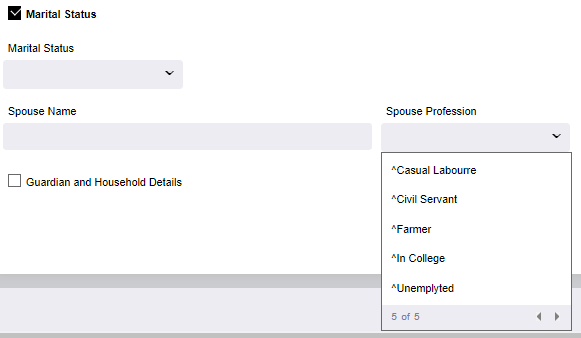 Marital Status
Marital Status
Spouse Name
Spouse Profession
Guardian and Household Details
^Casual Labourre
^Civil Servant
^Farmer
^In College
^Unemplyted
5 of 5